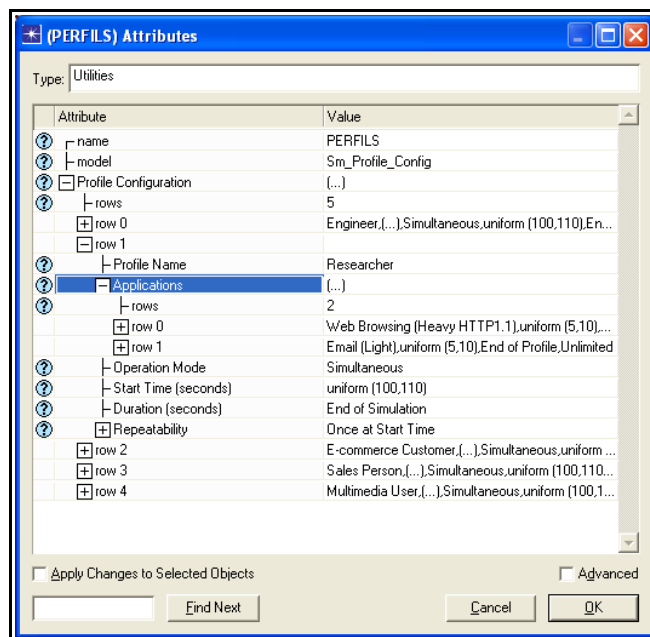 (PERFILS) Attributes
Type: Utilities
Attribute Value
name PERFILS
model Sm_Profile_Config
Profile Configuration (...)
rows 5
row 0 Engineer,(...),Simultaneous,uniform (100,110),En...
row 1
Profile Name Researcher
Applications (...)
rows 2
row 0 Web Browsing (Heavy HTTP1.1),uniform (5,10),...
row 1 Email (Light),uniform (5,10),End of Profile,Unlimited
Operation Mode Simultaneous
Start Time (seconds) uniform (100,110)
Duration (seconds) End of Simulation
Repeatability Once at Start Time
row 2 E-commerce Customer,(...),Simultaneous,uniform ...
row 3 Sales Person,(...),Simultaneous,uniform (100,110...
row 4 Multimedia User,(...),Simultaneous,uniform (100,1...
Apply Changes to Selected Objects Advanced
Find Next Cancel OK